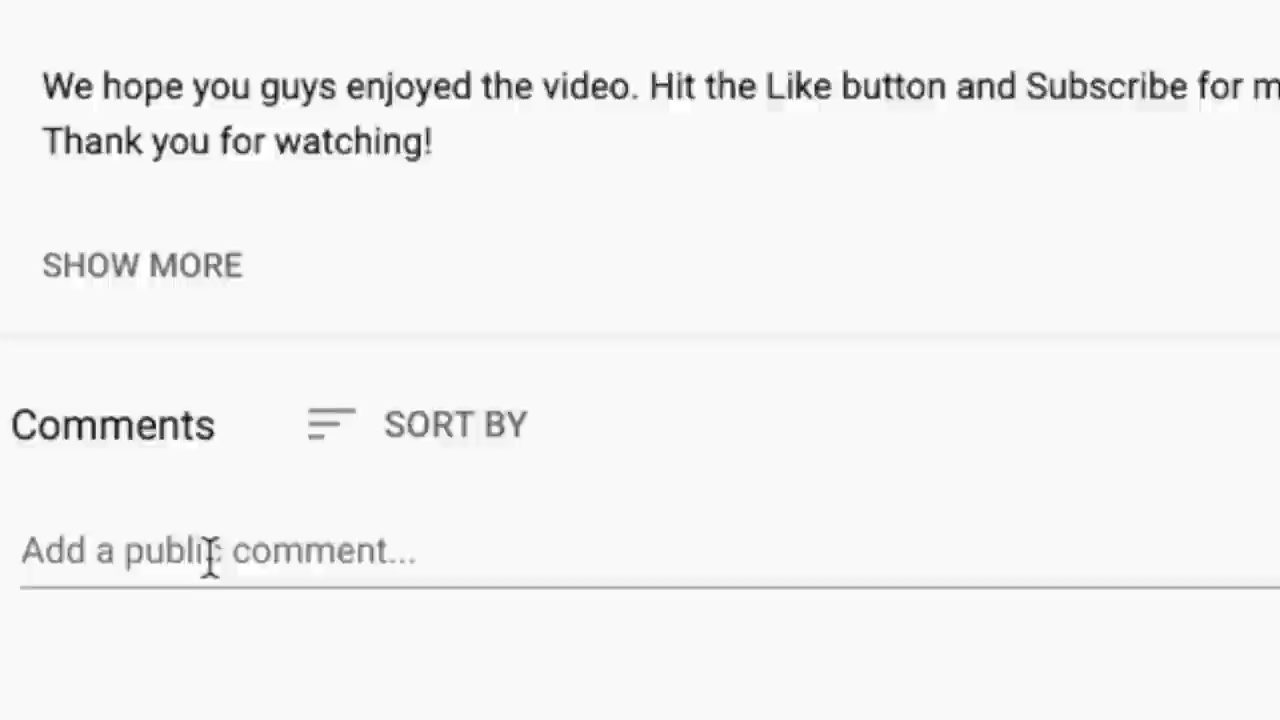 We hope you guys enjoyed the video. Hit the Like button and Subscribe for
Thank you for watching!
SHOW MORE
Comments
SORT BY
Add a public comment...